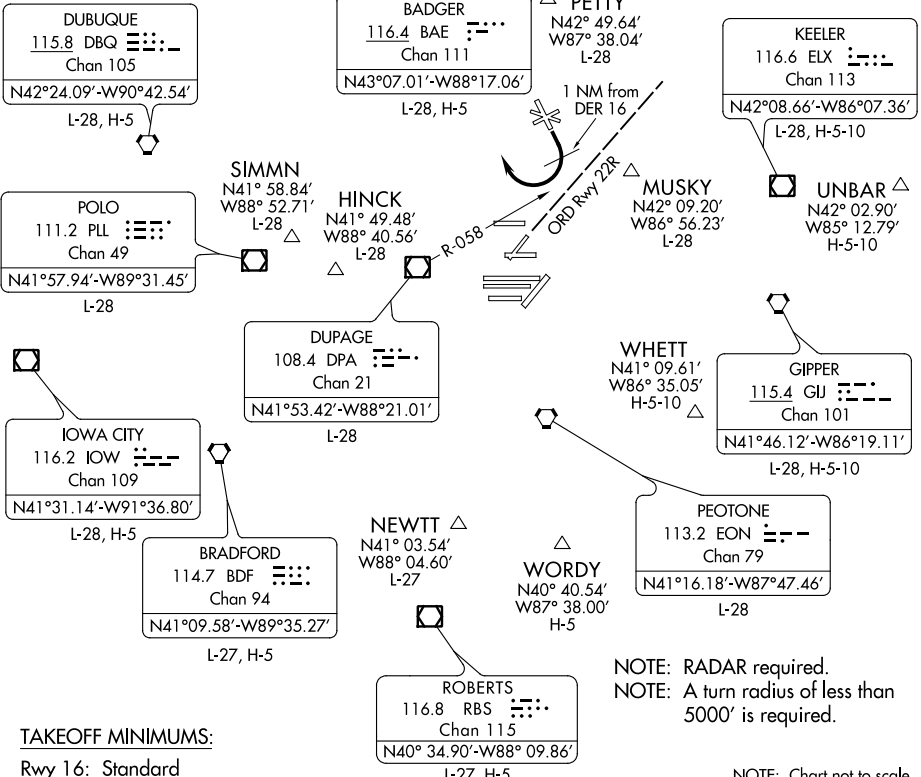 DUBUQUE
115.8 DBQ
Chan 105
N42°24.09′-W90°42.54′
L-28, H-5
BADGER
116.4 BAE
Chan 111
N43°07.01′-W88°17.06′
L-28, H-5
PETTY
N42° 49.64′
W87° 38.04′
L-28
KEELER
116.6 ELX
Chan 113
N42°08.66′-W86°07.36′
L-28, H-5-10
1 NM from
DER 16
SIMMN
N41° 58.84′
W88° 52.71′
L-28
HINCK
N41° 49.48′
W88° 40.56′
L-28
R-058
ORD Rwy 22R
MUSKY
N42° 09.20′
W86° 56.23′
L-28
UNBAR
N42° 02.90′
W85° 12.79′
H-5-10
POLO
111.2 PLL
Chan 49
N41°57.94′-W89°31.45′
L-28
DUPAGE
108.4 DPA
Chan 21
N41°53.42′-W88°21.01′
L-28
WHETT
N41° 09.61′
W86° 35.05′
H-5-10
GIPPER
115.4 GIJ
Chan 101
N41°46.12′-W86°19.11′
L-28, H-5-10
IOWA CITY
116.2 IOW
Chan 109
N41°31.14′-W91°36.80′
L-28, H-5
BRADFORD
114.7 BDF
Chan 94
N41°09.58′-W89°35.27′
L-27, H-5
NEWTT
N41° 03.54′
W88° 04.60′
L-27
WORDY
N40° 40.54′
W87° 38.00′
H-5
PEOTONE
113.2 EON
Chan 79
N41°16.18′-W87°47.46′
L-28
ROBERTS
116.8 RBS
Chan 115
N40° 34.90′-W88° 09.86′
L-27, H-5
NOTE: RADAR required.
NOTE: A turn radius of less than
5000′ is required.
TAKEOFF MINIMUMS:
Rwy 16: Standard
NOTE: Chart not to scale